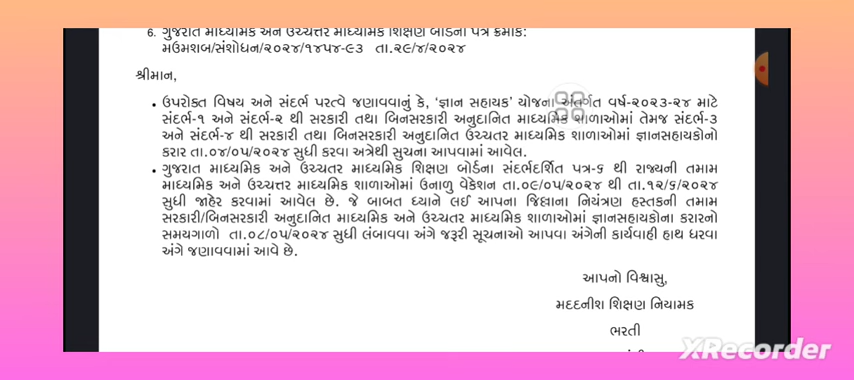 6. ગુજરાત માધ્યમિક અને ઉચ્ચત્તર માધ્યમિક શિક્ષણ બોર્ડના પત્ર ક્રમાંક:
મઉમશબ/સંશોધન/૨૦૨૪/૧૪૫૪-૯૩ તા.૨૯/૪/૨૦૨૪
શ્રીમાન,
• ઉપરોક્ત વિષય અને સંદર્ભ પરત્વે જણાવવાનું કે, ‘જ્ઞાન સહાયક’ યોજના અંતર્ગત વર્ષ-૨૦૨૩-૨૪ માટે
સંદર્ભ-૧ અને સંદર્ભ-૨ થી સરકારી તથા બિનસરકારી અનુદાનિત માધ્યમિક શાળાઓમાં તેમજ સંદર્ભ-૩
અને સંદર્ભ-૪ થી સરકારી તથા બિનસરકારી અનુદાનિત ઉચ્ચતર માધ્યમિક શાળાઓમાં જ્ઞાનસહાયકોનો
કરાર તા.૦૪/૦૫/૨૦૨૪ સુધી કરવા અત્રેથી સુચના આપવામાં આવેલ.
• ગુજરાત માધ્યમિક અને ઉચ્ચતર માધ્યમિક શિક્ષણ બોર્ડના સંદર્ભદર્શિત પત્ર-૬ થી રાજ્યની તમામ
માધ્યમિક અને ઉચ્ચત્તર માધ્યમિક શાળાઓમાં ઉનાળુ વેકેશન તા.૦૯/૦૫/૨૦૨૪ થી તા.૧૨/૬/૨૦૨૪
સુધી જાહેર કરવામાં આવેલ છે. જે બાબત ધ્યાને લઈ આપના જિલ્લાના નિયંત્રણ હસ્તકની તમામ
સરકારી/બિનસરકારી અનુદાનિત માધ્યમિક અને ઉચ્ચતર માધ્યમિક શાળાઓમાં જ્ઞાનસહાયકોના કરારનો
સમયગાળો તા.૦૮/૦૫/૨૦૨૪ સુધી લંબાવવા અંગે જરૂરી સૂચનાઓ આપવા અંગેની કાર્યવાહી હાથ ધરવા
અંગે જણાવવામાં આવે છે.
આપનો વિશ્વાસુ,
મદદનીશ શિક્ષણ નિયામક
ભરતી
XRecorder